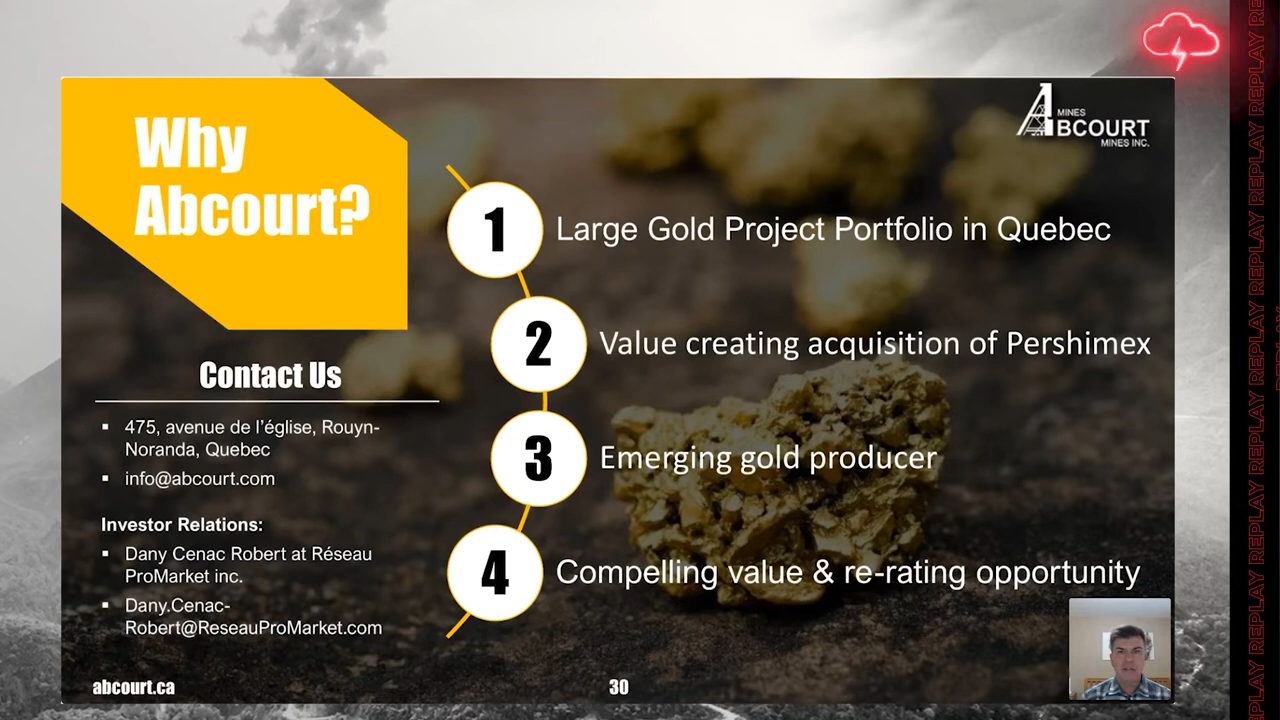 Why
Abcourt?
MINES
ABCOURT
MINES INC.
1
Large Gold Project Portfolio in Quebec
2
Value creating acquisition of Pershimex
3
Emerging gold producer
4
Compelling value & re-rating opportunity
Contact Us
▪ 475, avenue de l'église, Rouyn-
Noranda, Quebec
▪ info@abcourt.com
Investor Relations:
▪ Dany Cenac Robert at Réseau
ProMarket inc.
▪ Dany.Cenac-
Robert@ReseauProMarket.com
abcourt.ca
30
REPLAY REPLAY REPLAY REPLAY REPLAY REPLAY REPLAY REPLAY